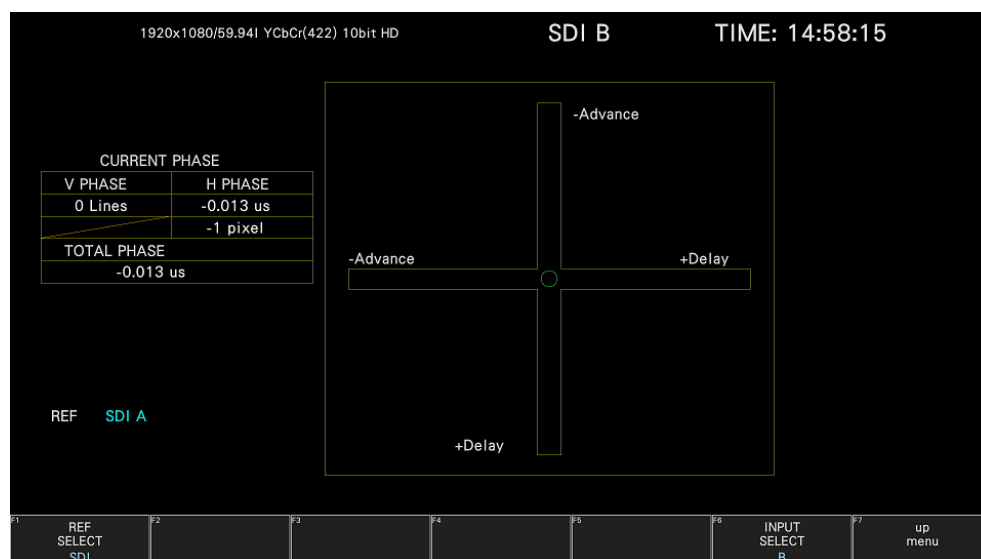 1920x1080/59.94I YCbCr(422) 10bit HD SDI B TIME: 14:58:15
-Advance
CURRENT PHASE
V PHASE H PHASE
0 Lines -0.013 us
-1 pixel
TOTAL PHASE
-0.013 us
-Advance +Delay
REF SDI A
+Delay
F1 REF SELECT SDI
F2
F3
F4
F5
F6 INPUT SELECT B
F7 up menu